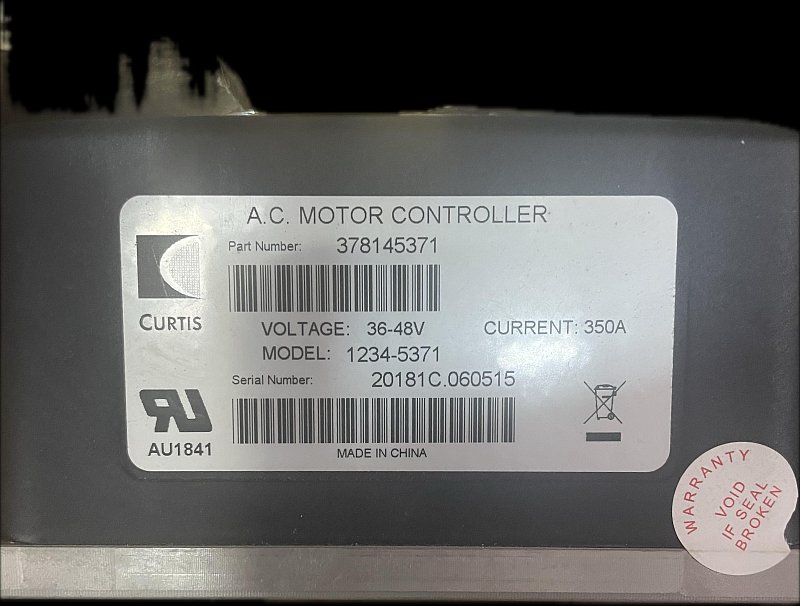 A.C. MOTOR CONTROLLER
Part Number: 378145371
CURTIS
VOLTAGE: 36-48V CURRENT: 350A
MODEL: 1234-5371
Serial Number: 20181C.060515
RU
AU1841
MADE IN CHINA
WARRANTY
VOID
IF SEAL
BROKEN